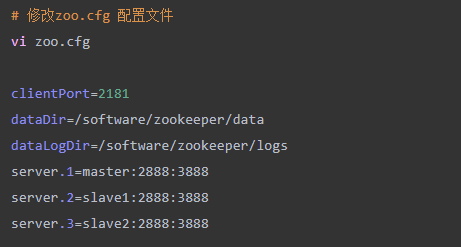 # 修改zoo.cfg 配置文件
vi zoo.cfg
clientPort=2181
dataDir=/software/zookeeper/data
dataLogDir=/software/zookeeper/logs
server.1=master:2888:3888
server.2=slave1:2888:3888
server.3=slave2:2888:3888